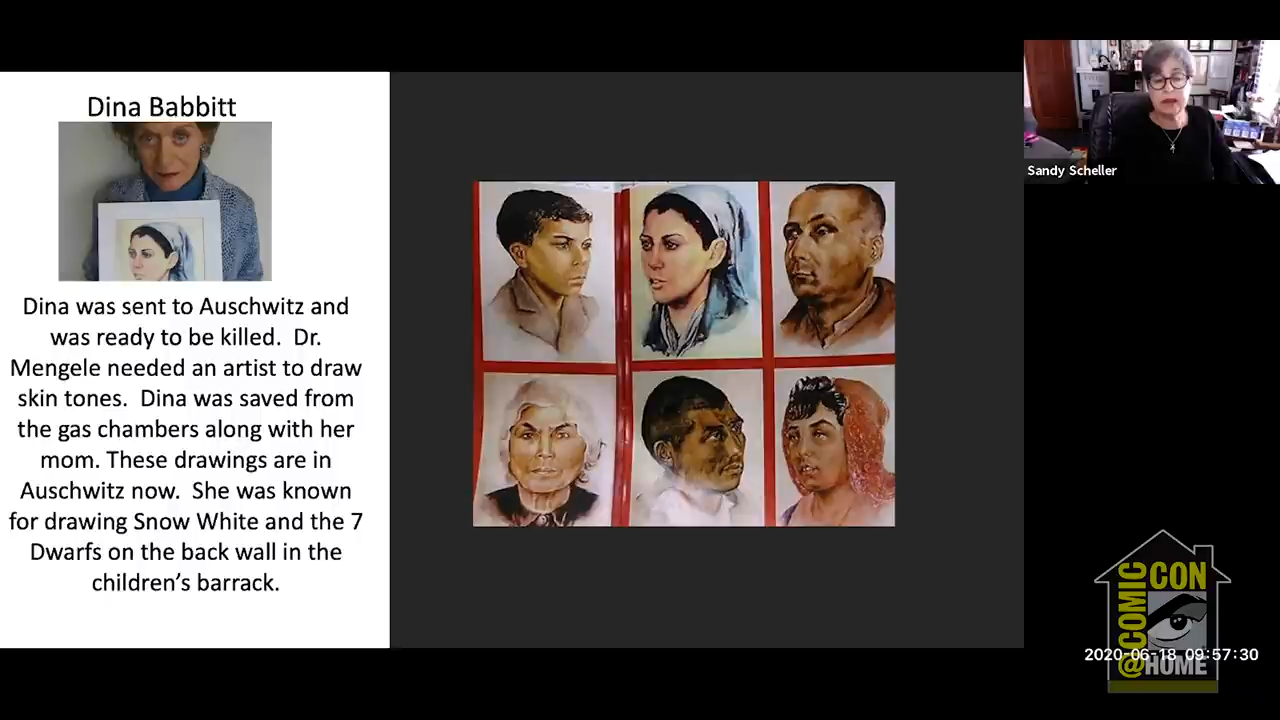 Dina Babbitt
Dina was sent to Auschwitz and
was ready to be killed. Dr.
Mengele needed an artist to draw
skin tones. Dina was saved from
the gas chambers along with her
mom. These drawings are in
Auschwitz now. She was known
for drawing Snow White and the 7
Dwarfs on the back wall in the
children’s barrack.
Sandy Scheller
@COMIC
CON
HOME
2020-06-18 09:57:30